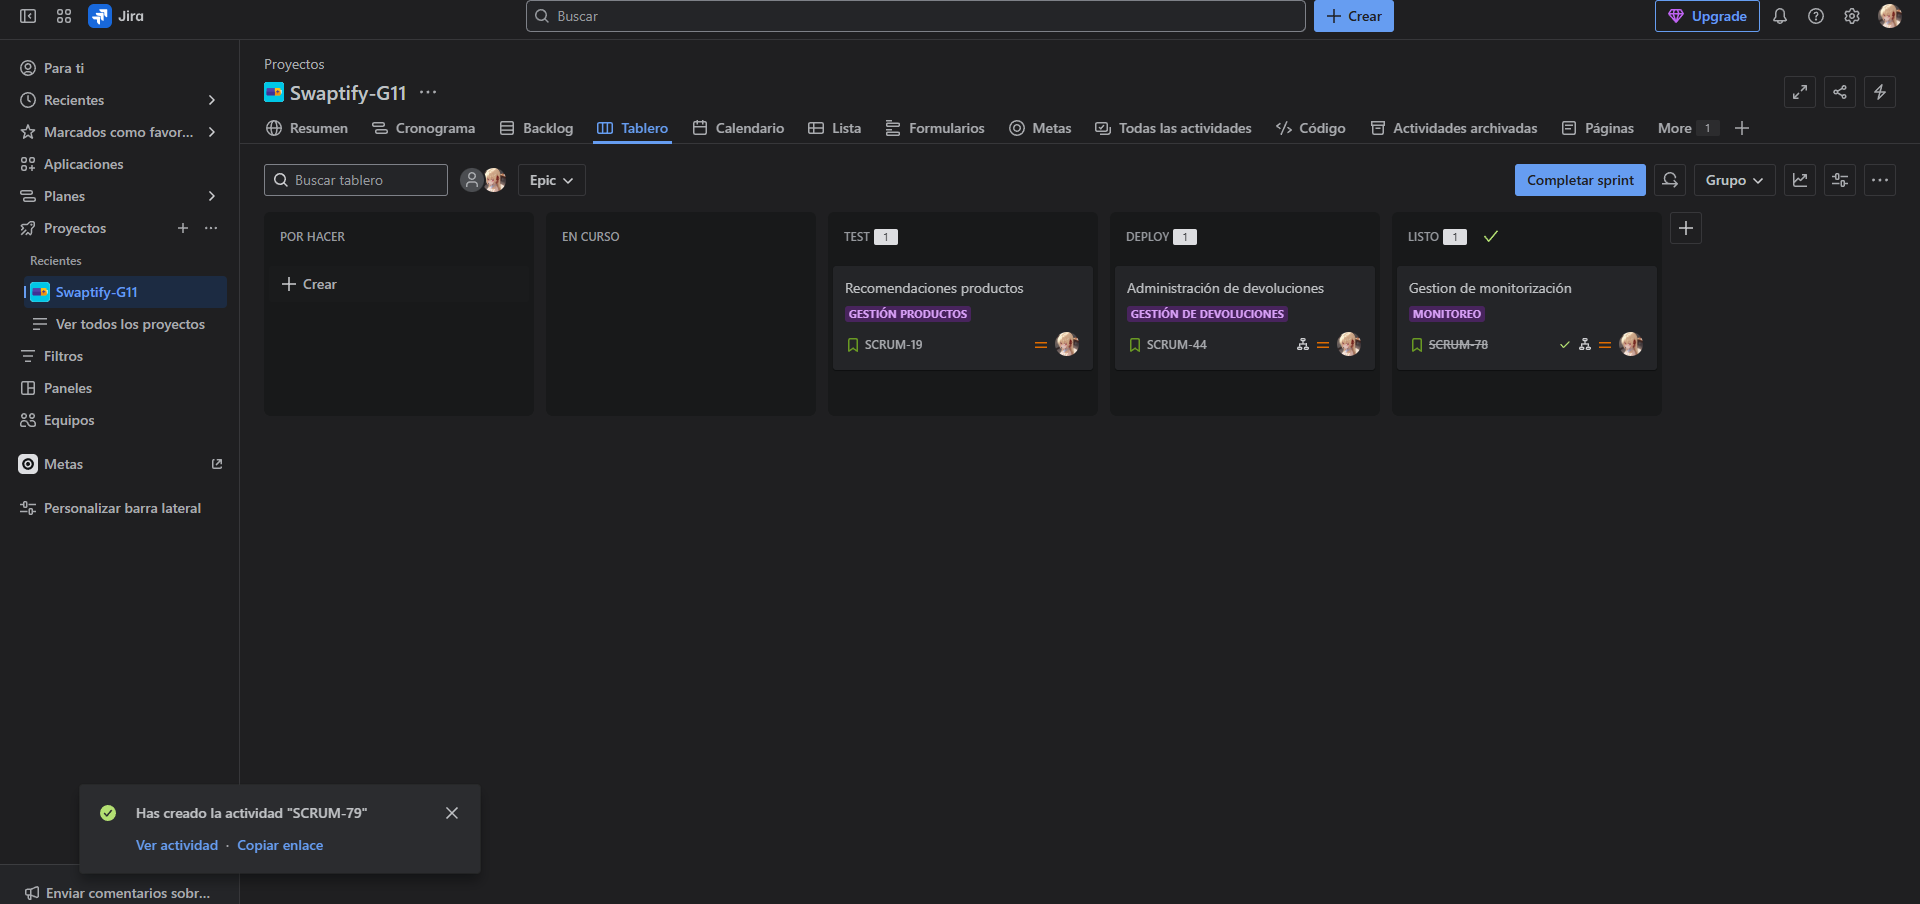 Jira
Buscar
Crear
Upgrade
Para ti
Recientes
Marcados como favor...
Aplicaciones
Planes
Proyectos
Recientes
Swaptify-G11
Ver todos los proyectos
Filtros
Paneles
Equipos
Metas
Personalizar barra lateral
Enviar comentarios sobr...
Proyectos
Swaptify-G11
Resumen Cronograma Backlog Tablero Calendario Lista Formularios Metas Todas las actividades Código Actividades archivadas Páginas More 1
Buscar tablero Epic Completar sprint Grupo
POR HACER
Crear
EN CURSO
TEST 1
Recomendaciones productos
GESTIÓN PRODUCTOS
SCRUM-19
DEPLOY 1
Administración de devoluciones
GESTIÓN DE DEVOLUCIONES
SCRUM-44
LISTO 1
Gestion de monitorización
MONITOREO
SCRUM-78
Has creado la actividad "SCRUM-79"
Ver actividad · Copiar enlace